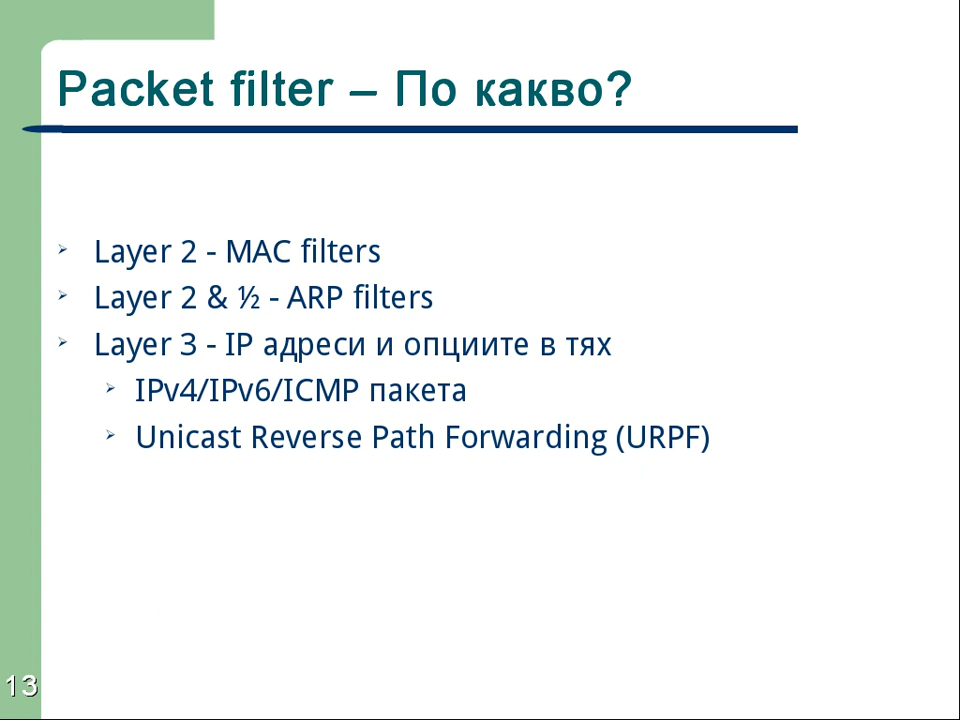 Packet filter – По какво?
Layer 2 - MAC filters
Layer 2 & ½ - ARP filters
Layer 3 - IP адреси и опциите в тях
IPv4/IPv6/ICMP пакета
Unicast Reverse Path Forwarding (URPF)
13